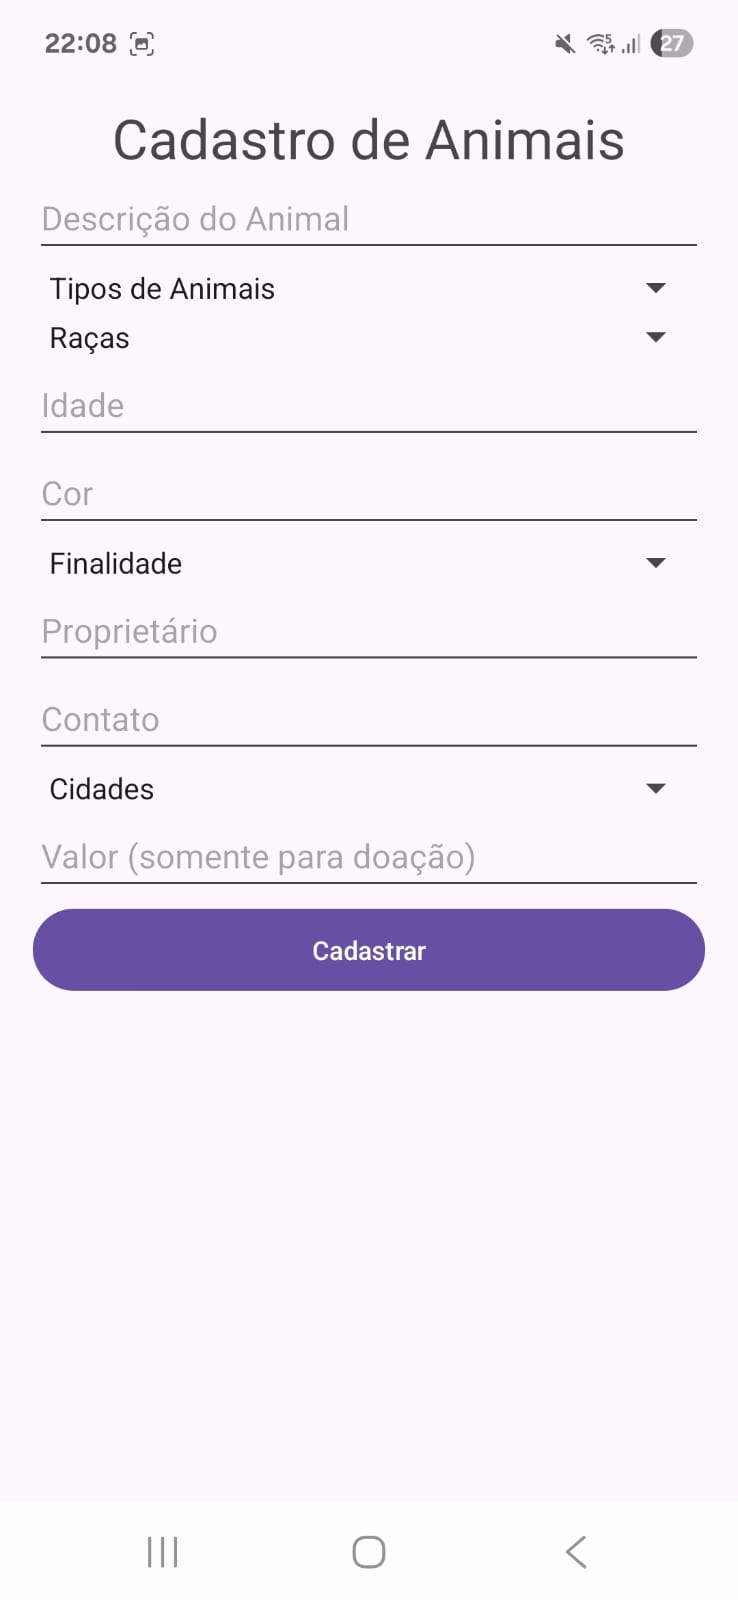 22:08
5
27
Cadastro de Animais
Descrição do Animal
Tipos de Animais
Raças
Idade
Cor
Finalidade
Proprietário
Contato
Cidades
Valor (somente para doação)
Cadastrar